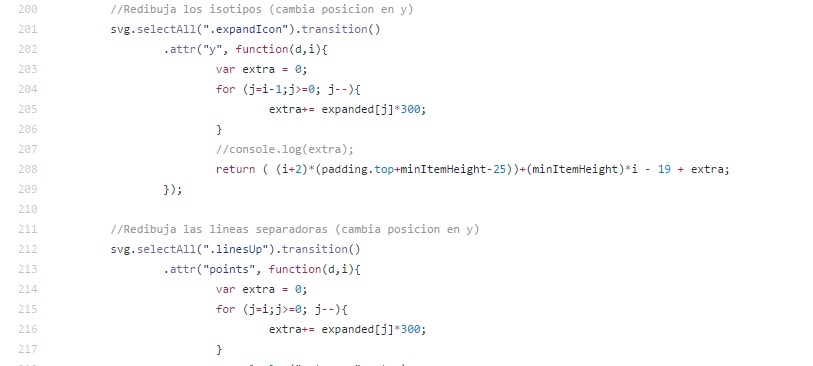 200 //Redibuja los isotipos (cambia posicion en y)
201 svg.selectAll(".expandIcon").transition()
202 .attr("y", function(d,i){
203 var extra = 0;
204 for (j=i-1;j>=0; j--){
205 extra+= expanded[j]*300;
206 }
207 //console.log(extra);
208 return ( (i+2)*(padding.top+minItemHeight-25))+(minItemHeight)*i - 19 + extra;
209 });
210
211 //Redibuja las lineas separadoras (cambia posicion en y)
212 svg.selectAll(".linesUp").transition()
213 .attr("points", function(d,i){
214 var extra = 0;
215 for (j=i;j>=0; j--){
216 extra+= expanded[j]*300;
217 }